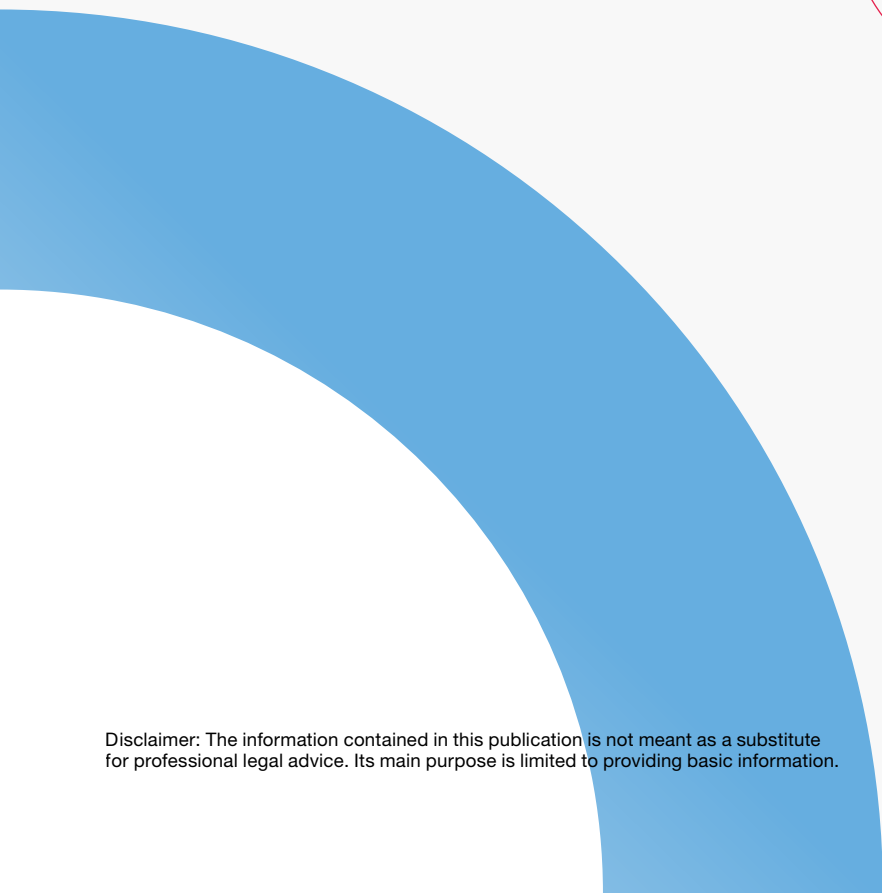 Disclaimer: The information contained in this publication is not meant as a substitute
for professional legal advice. Its main purpose is limited to providing basic information.